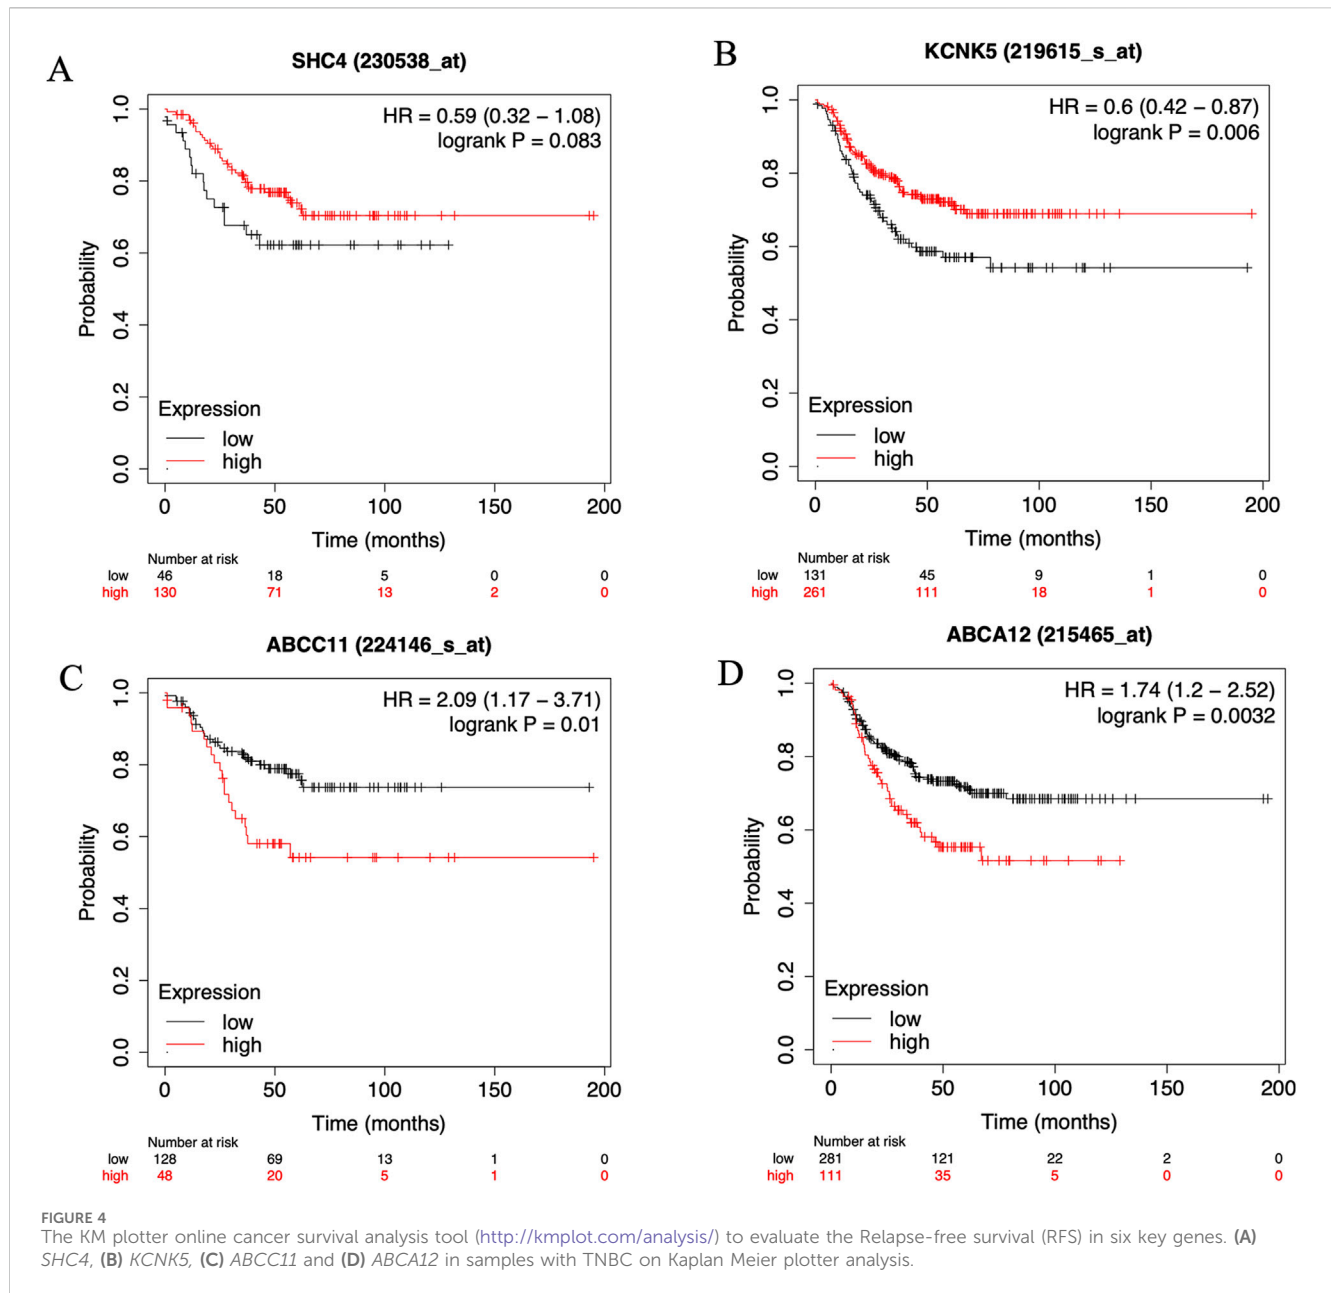 A
SHC4 (230538_at)
HR = 0.59 (0.32 − 1.08)
logrank P = 0.083
Probability
1.0
0.8
0.6
0.4
0.2
0.0
Expression
low
high
0 50 100 150 200
Time (months)
Number at risk
low 46 18 5 0 0
high 130 71 13 2 0
B
KCNK5 (219615_s_at)
HR = 0.6 (0.42 − 0.87)
logrank P = 0.006
Probability
1.0
0.8
0.6
0.4
0.2
0.0
Expression
low
high
0 50 100 150 200
Time (months)
Number at risk
low 131 45 9 1 0
high 261 111 18 1 0
C
ABCC11 (224146_s_at)
HR = 2.09 (1.17 − 3.71)
logrank P = 0.01
Probability
1.0
0.8
0.6
0.4
0.2
0.0
Expression
low
high
0 50 100 150 200
Time (months)
Number at risk
low 128 69 13 1 0
high 48 20 5 1 0
D
ABCA12 (215465_at)
HR = 1.74 (1.2 − 2.52)
logrank P = 0.0032
Probability
1.0
0.8
0.6
0.4
0.2
0.0
Expression
low
high
0 50 100 150 200
Time (months)
Number at risk
low 281 121 22 2 0
high 111 35 5 0 0
FIGURE 4
The KM plotter online cancer survival analysis tool (http://kmplot.com/analysis/) to evaluate the Relapse-free survival (RFS) in six key genes. (A)
SHC4, (B) KCNK5, (C) ABCC11 and (D) ABCA12 in samples with TNBC on Kaplan Meier plotter analysis.